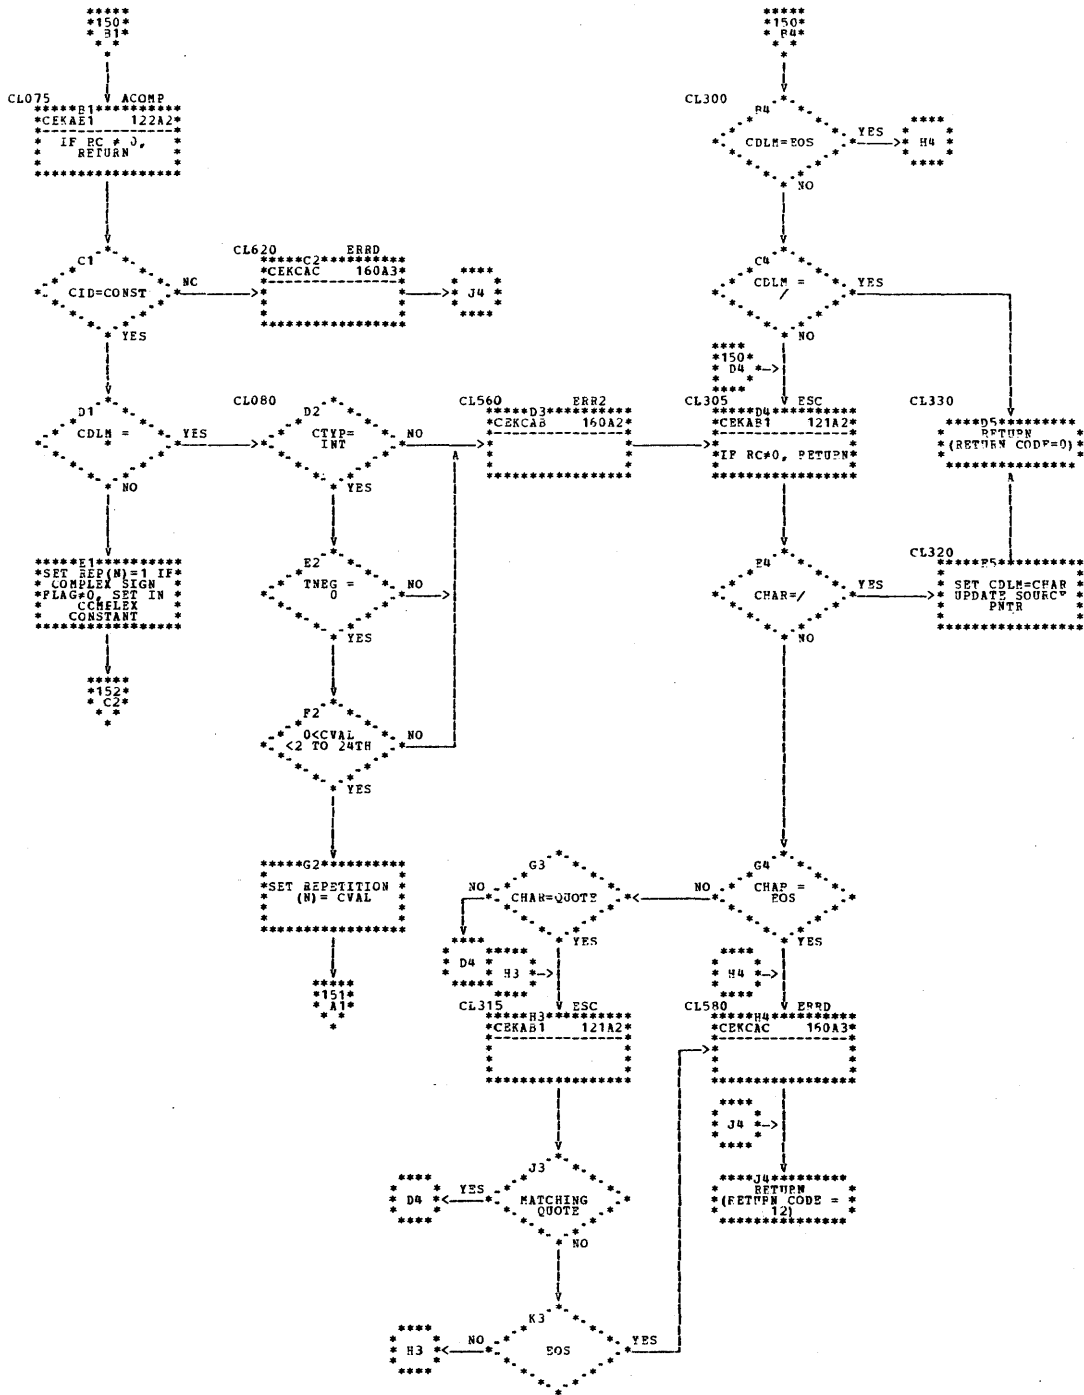 *150*
B1
*150*
B4
CL075 ACOMP
B1
*CEKAE1 122A2*
IF RC ≠ 0,
RETURN
CL300
B4
CDLM=EOS
YES
H4
NO
C1
CID=CONST
NO
YES
CL620 ERRD
C2
*CEKCAC 160A3*
J4
C4
CDLM =
/
YES
NO
*150*
D4
D1
CDLM =
*
YES
NO
CL080
D2
CTYP=
INT
NO
YES
CL560 ERR2
D3
*CEKCAB 160A2*
CL305 ESC
D4
*CEKAB1 121A2*
*IF RC≠0, RETURN*
CL330
D5
RETURN
(RETURN CODE=0)
E1
*SET REP(N)=1 IF*
COMPLEX SIGN
FLAG≠0, SET IN
COMPLEX
CONSTANT
*152*
C2
E2
TNEG =
0
NO
YES
E4
CHAR=/
YES
NO
CL320
E5
SET CDLM=CHAR
UPDATE SOURCE
PNTR
F2
0<CVAL
<2 TO 24TH
NO
YES
G2
*SET REPETITION
(N)= CVAL
*151*
A1
G3
CHAR=QUOTE
NO
YES
D4
H3
G4
CHAR =
EOS
NO
YES
H4
CL315 ESC
H3
*CEKAB1 121A2*
CL580 ERRD
H4
*CEKCAC 160A3*
J4
J3
MATCHING
QUOTE
YES
D4
NO
J4
RETURN
(RETURN CODE =
12)
K3
EOS
NO
H3
YES